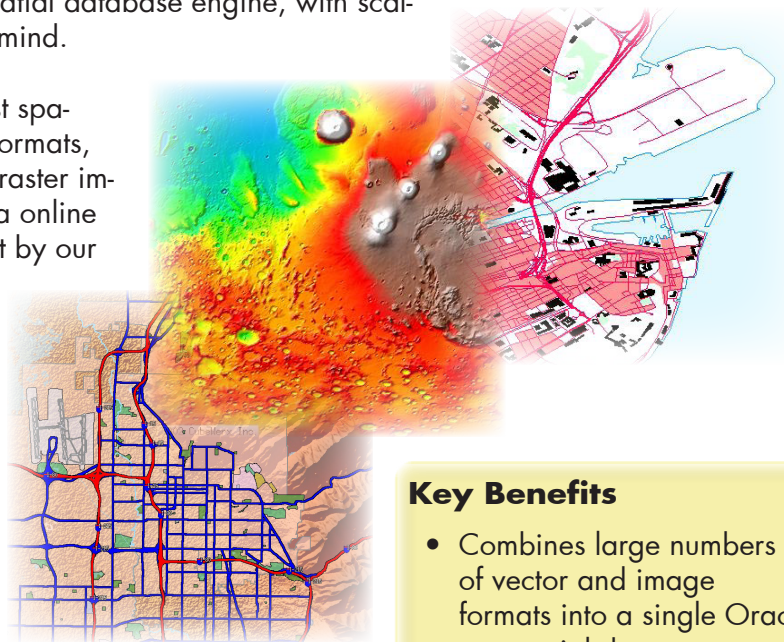 atial database engine, with scal-
mind.
st spa-
ormats,
raster im-
a online
t by our
Key Benefits
• Combines large numbers
of vector and image
formats into a single